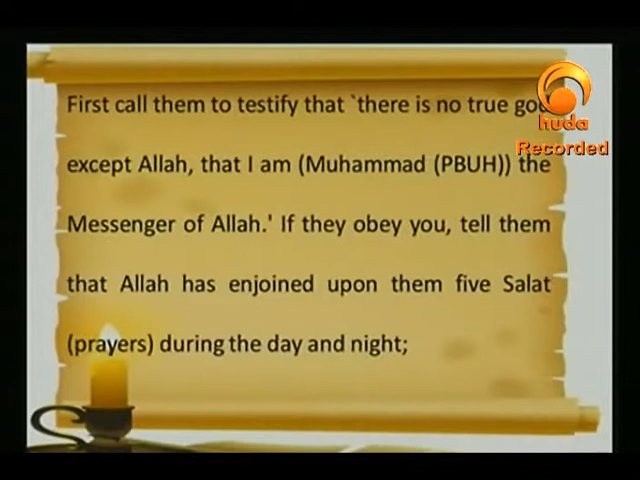 First call them to testify that `there is no true god
except Allah, that I am (Muhammad (PBUH)) the
Messenger of Allah.' If they obey you, tell them
that Allah has enjoined upon them five Salat
(prayers) during the day and night;
huda
Recorded